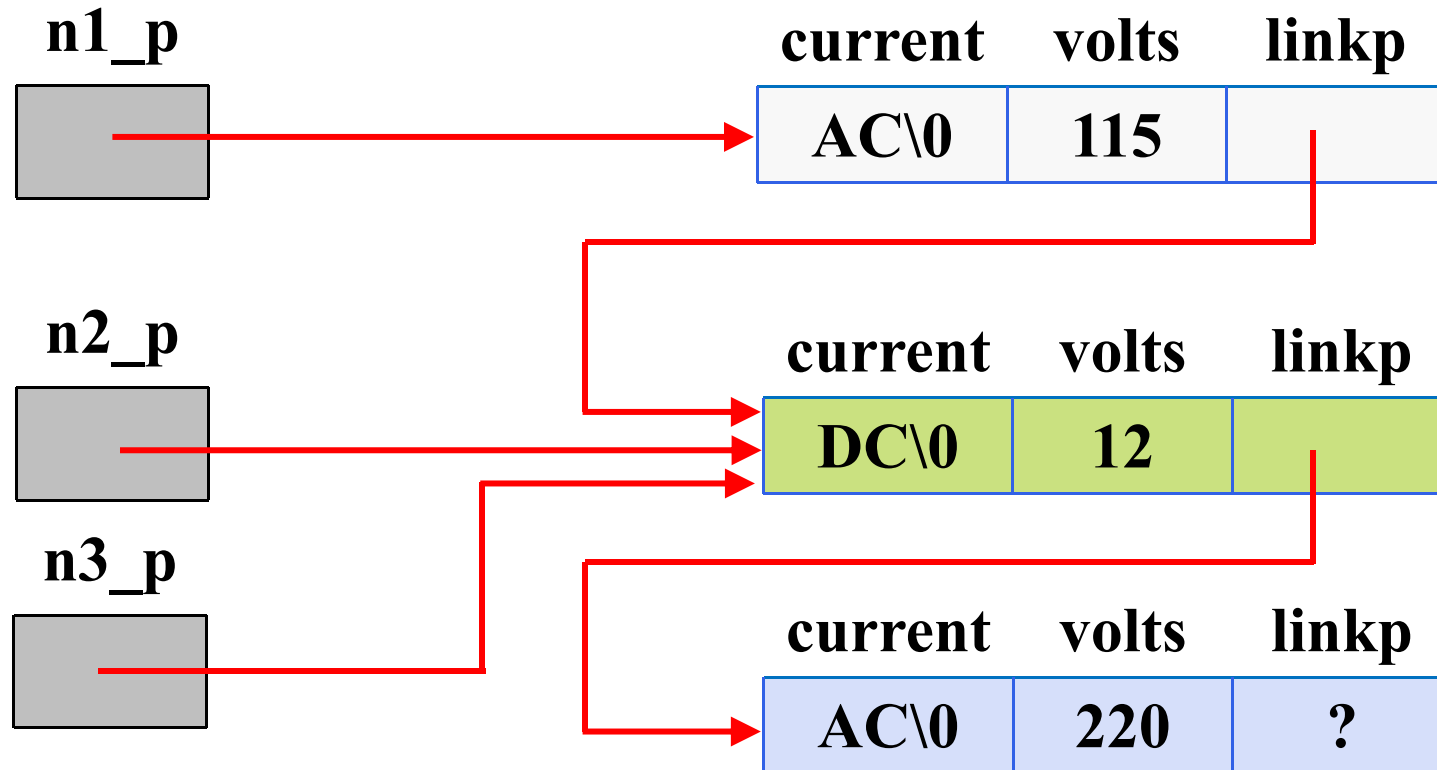 n1_p
current volts linkp
AC\0 115
n2_p
current volts linkp
DC\0 12
n3_p
current volts linkp
AC\0 220 ?